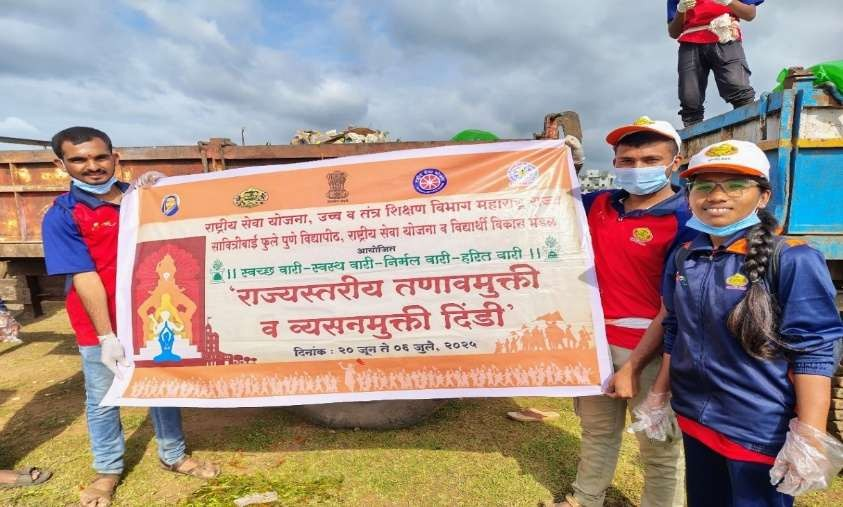 राष्ट्रीय सेवा योजना, उच्च व तंत्र शिक्षण विभाग महाराष्ट्र राज्य
सावित्रीबाई फुले पुणे विद्यापीठ, राष्ट्रीय सेवा योजना व विद्यार्थी विकास मंडळ
आयोजित
।। स्वच्छ वारी-स्वस्थ वारी-निर्मल वारी-हरित वारी ।।
'राज्यस्तरीय तणावमुक्ती
व व्यसनमुक्ती दिंडी'
दिनांक : २० जून ते ०६ जुलै, २०२५